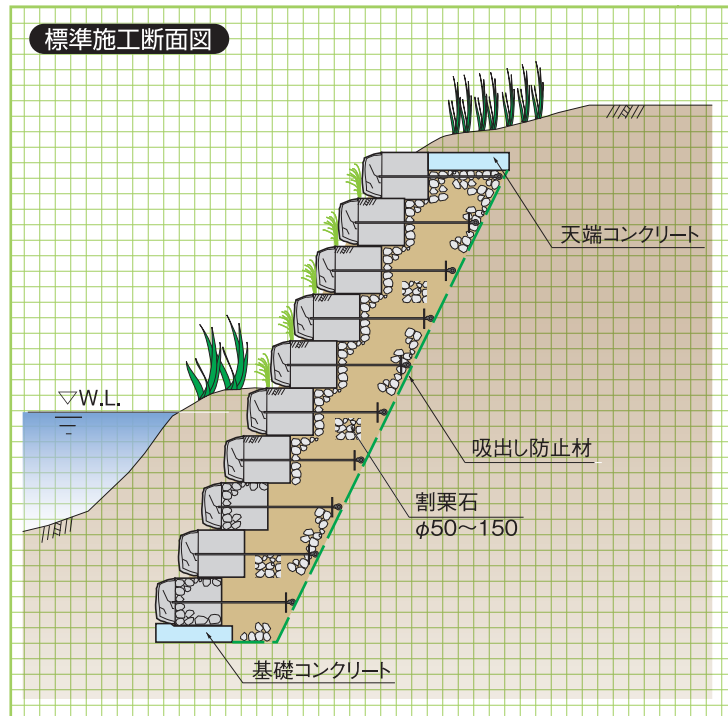 標準施工断面図
天端コンクリート
▽W.L.
吸出し防止材
割栗石
φ50～150
基礎コンクリート